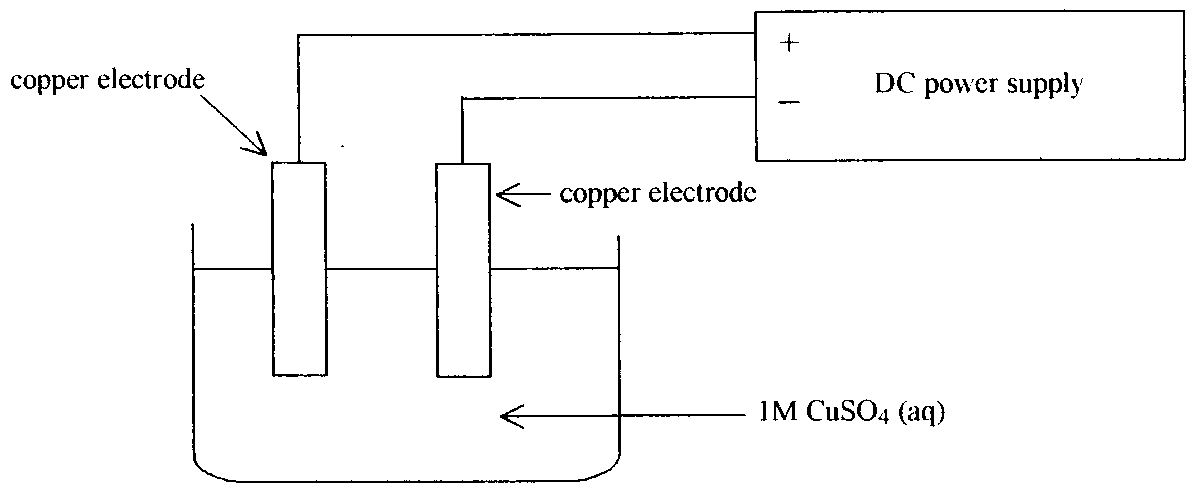 +
copper electrode
DC power supply
−
copper electrode
1M CuSO₄ (aq)